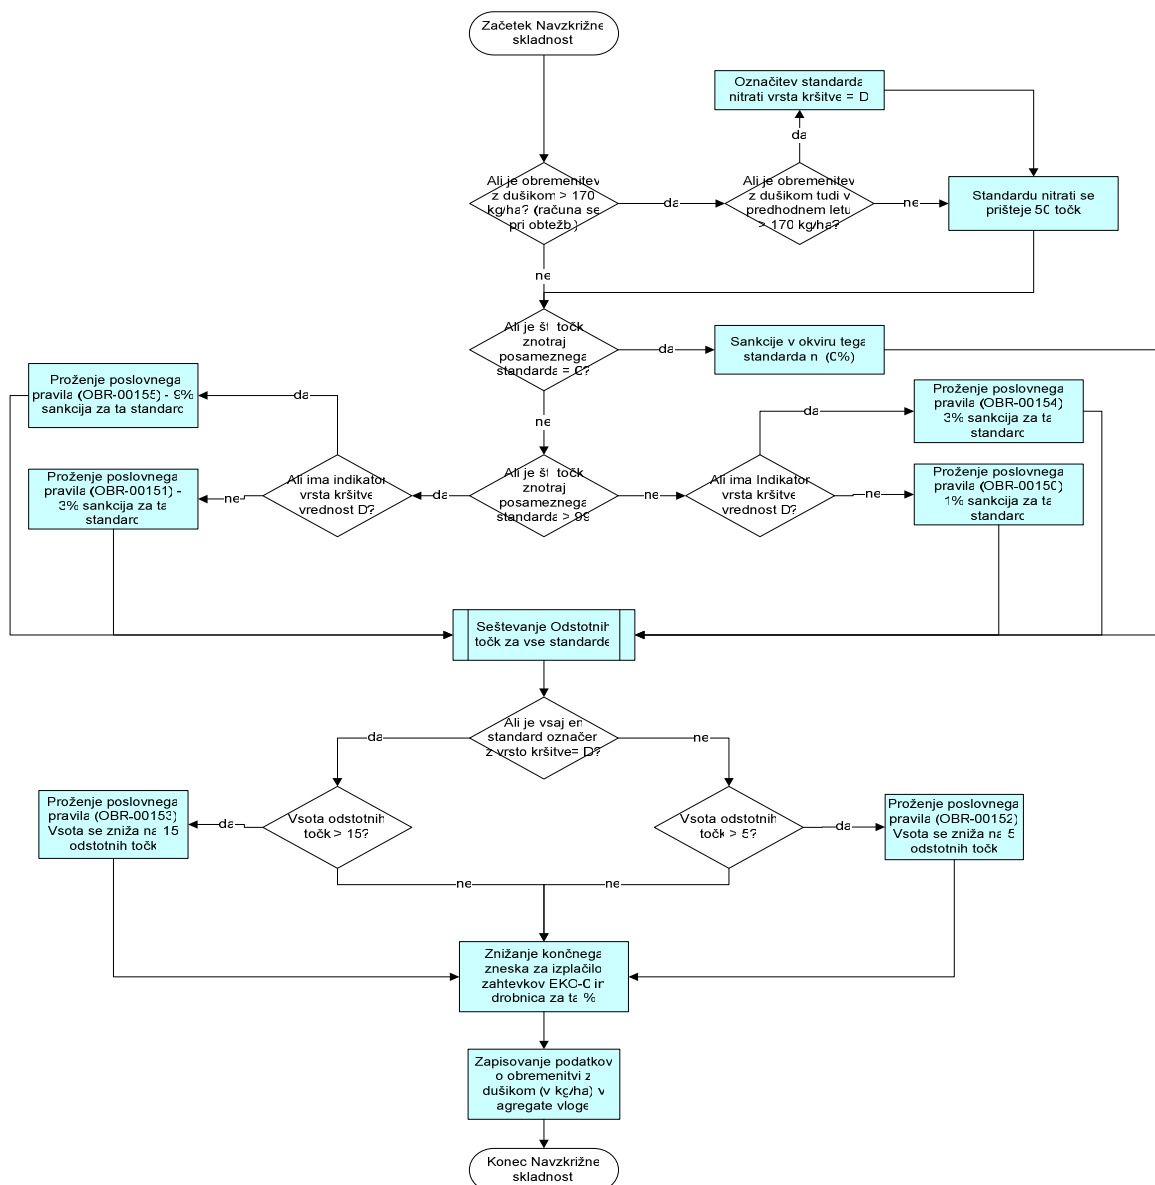 Začetek Navzkrižne
skladnost
Označitev standarda
nitrati vrsta kršitve = D
da
Ali je obremenitev
z dušikom > 170
kg/ha? (računa se
pri obtežb.)
da
Ali je obremenitev
z dušikom tudi v
predhodnem letu
> 170 kg/ha?
ne
Standardu nitrati se
prišteje 50 točk
ne
Ali je št. točk
znotraj
posameznega
standarda = 0?
da
Sankcije v okviru tega
standarda n (0%)
Proženje poslovnega
pravila (OBR-00155) - 9%
sankcija za ta standard
da
ne
da
Proženje poslovnega
pravila (OBR-00154)
3% sankcija za ta
standard
Proženje poslovnega
pravila (OBR-00151) -
3% sankcija za ta
standard
ne
Ali ima indikator
vrsta kršitve
vrednost D?
da
Ali je št. točk
znotraj
posameznega
standarda > 99
ne
Ali ima Indikator
vrsta kršitve
vrednost D?
ne
Proženje poslovnega
pravila (OBR-00150)
1% sankcija za ta
standard
Seštevanje Odstotnih
točk za vse standarde
da
Ali je vsaj en
standard označen
z vrsto kršitve= D?
ne
Proženje poslovnega
pravila (OBR-00153)
Vsota se zniža na 15
odstotnih točk
da
Vsota odstotnih
točk > 15?
Vsota odstotnih
točk > 5?
da
Proženje poslovnega
pravila (OBR-00152)
Vsota se zniža na 5
odstotnih točk
ne
ne
Znižanje končnega
zneska za izplačilo
zahtevkov EKO-0 in
drobnica za ta %
Zapisovanje podatkov
o obremenitvi z
dušikom (v kg/ha) v
agregate vloge
Konec Navzkrižne
skladnost